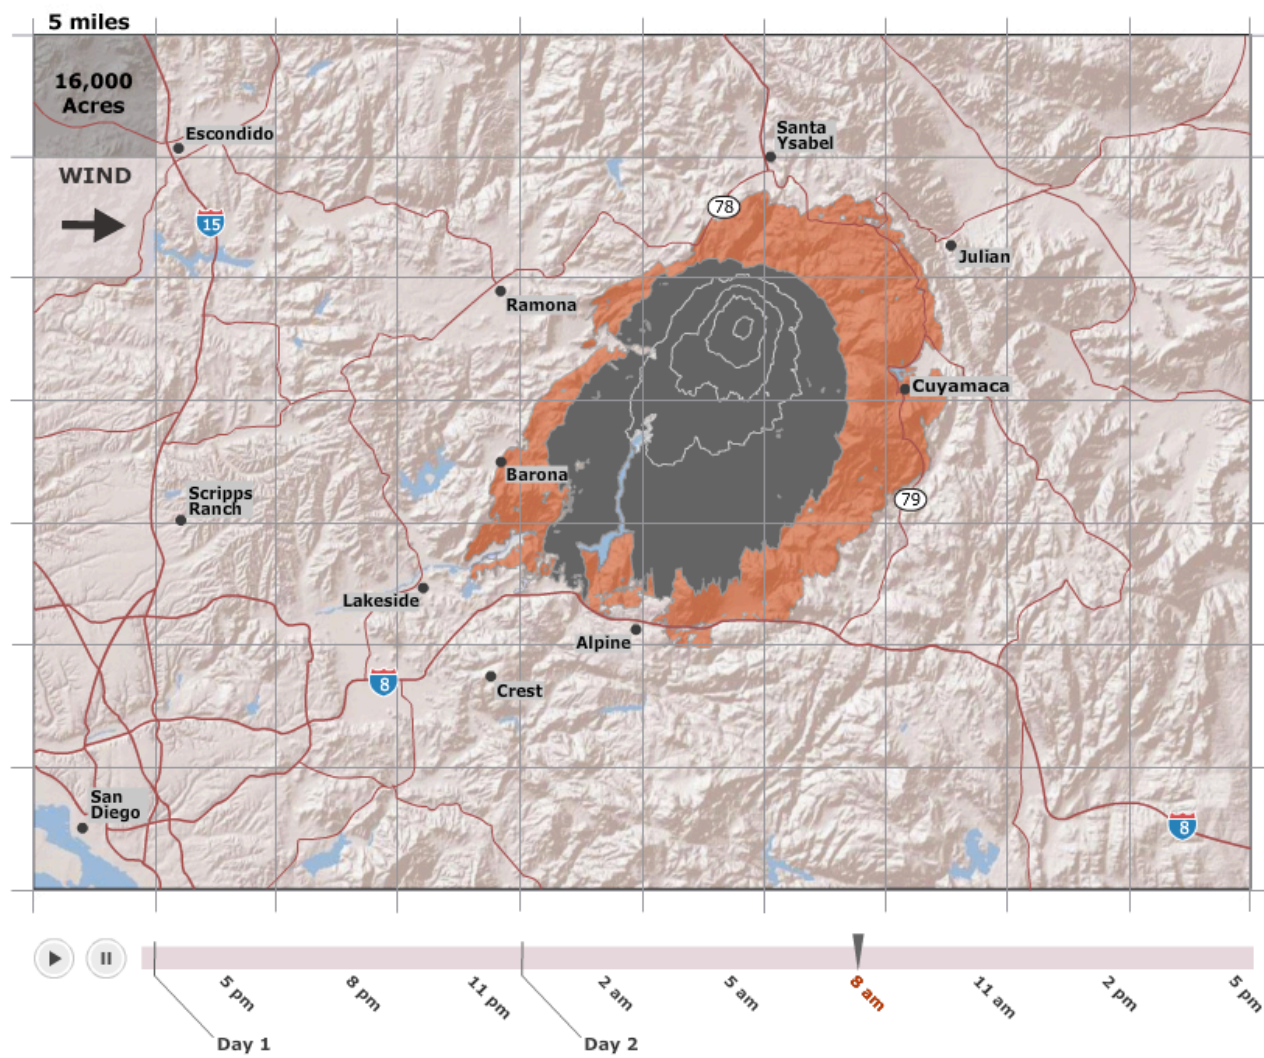 5 miles
16,000
Acres
Escondido
WIND
15
Santa
Ysabel
78
Julian
Ramona
Cuyamaca
Barona
Scripps
Ranch
79
Lakeside
Alpine
8
Crest
San
Diego
8
5 pm
8 pm
11 pm
2 am
5 am
8 am
11 am
2 pm
5 pm
Day 1
Day 2